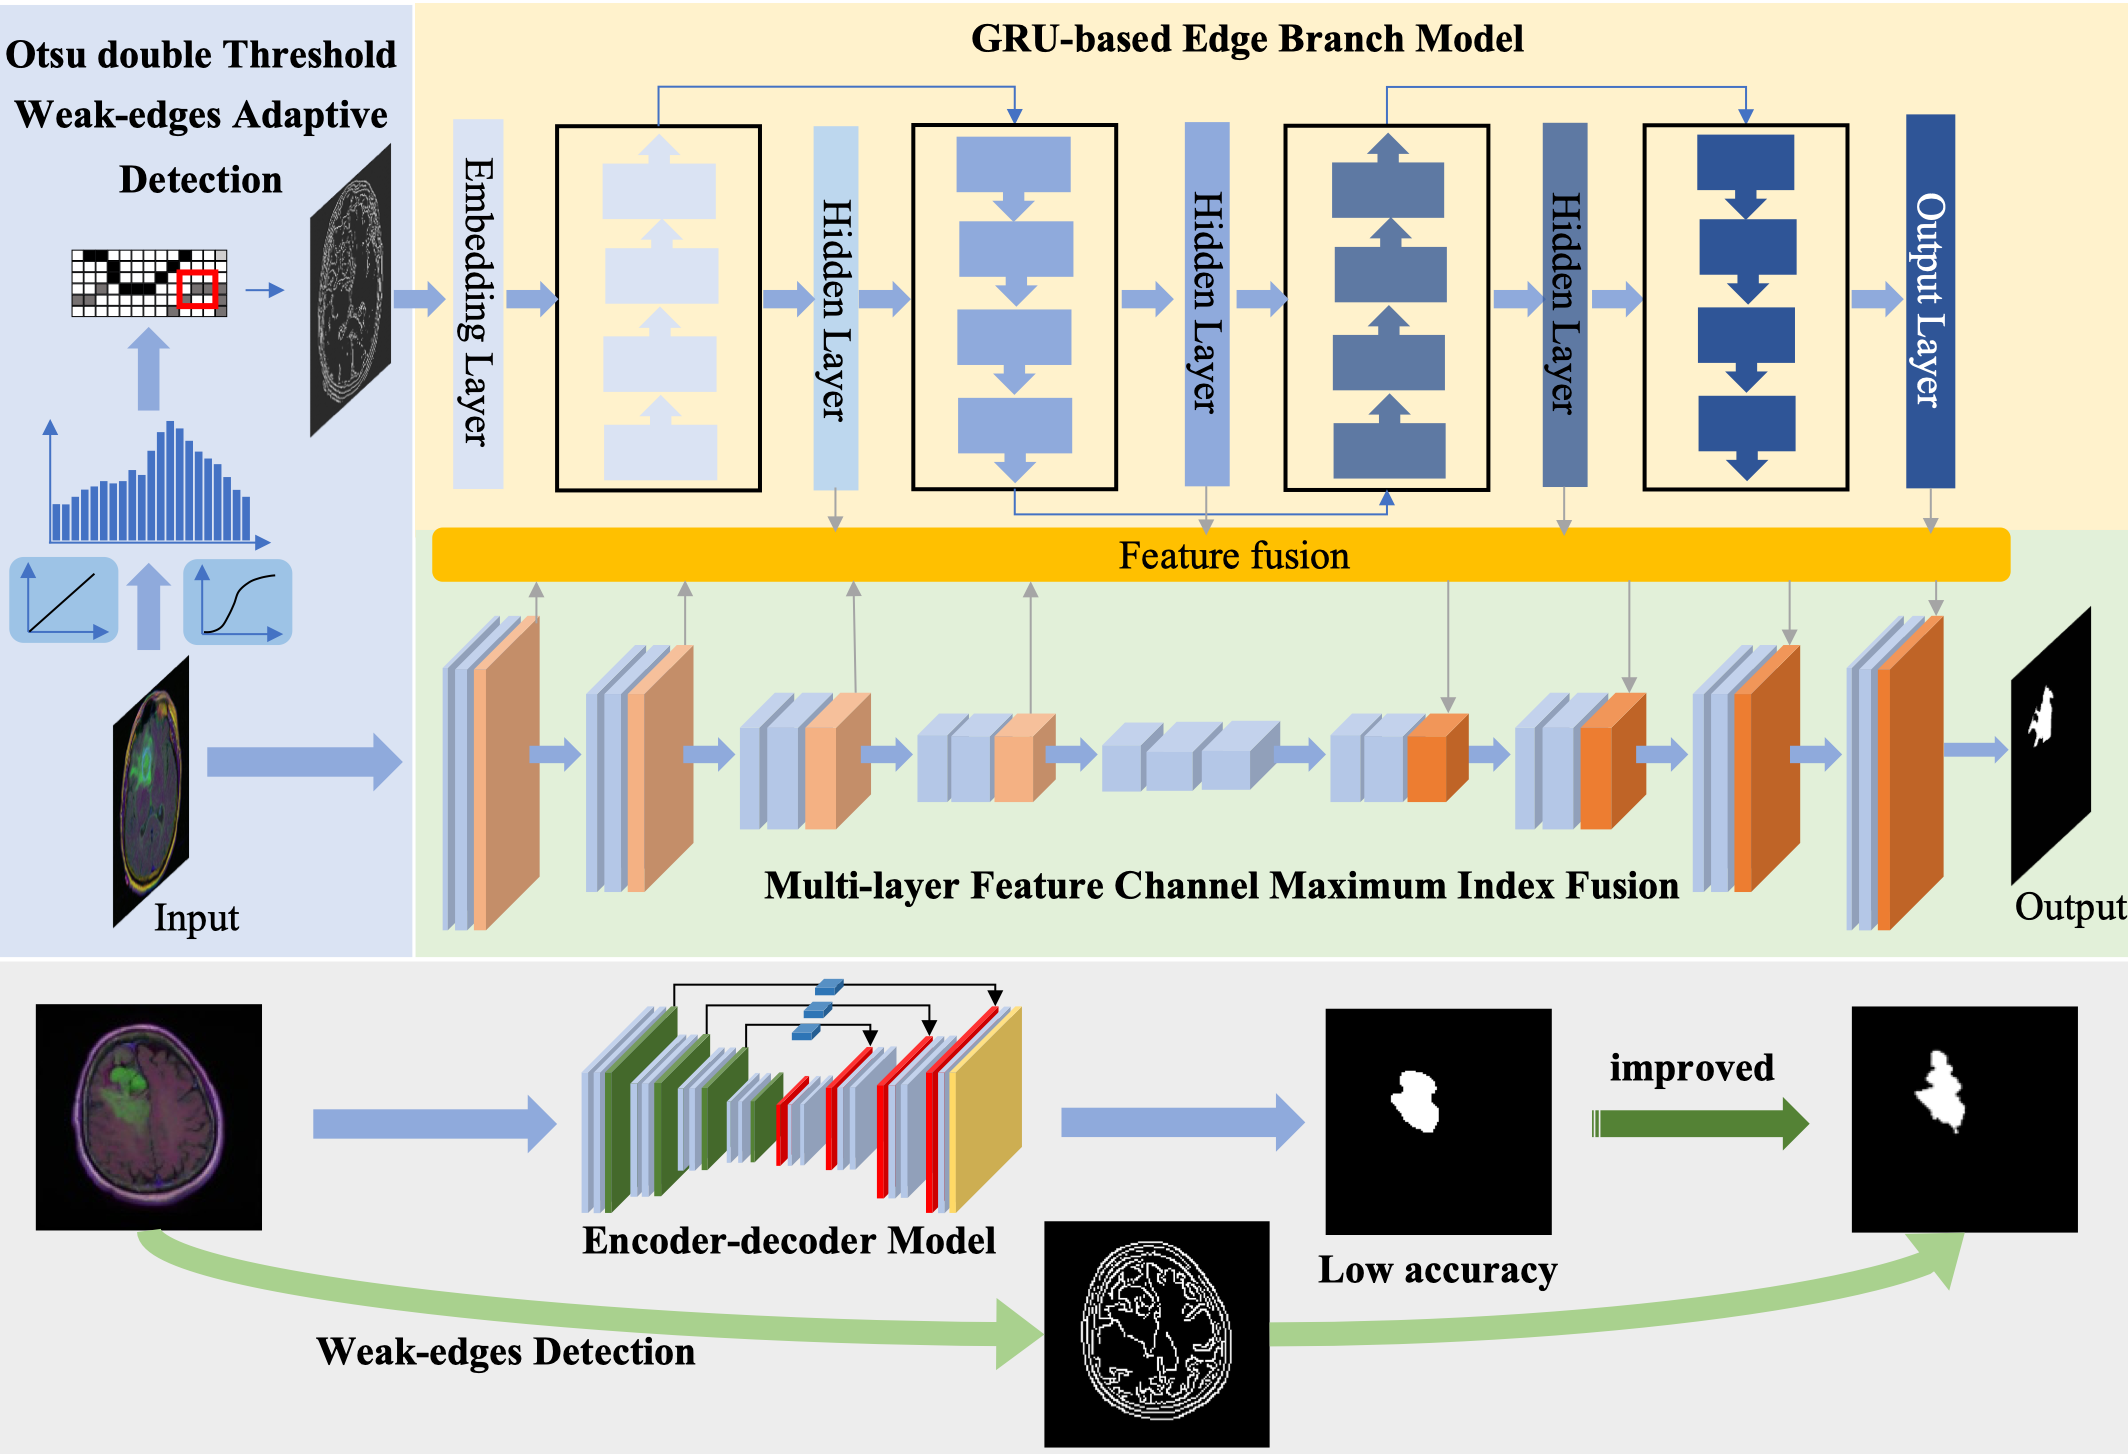 Otsu double Threshold
Weak-edges Adaptive
Detection
GRU-based Edge Branch Model
Embedding Layer
Hidden Layer
Hidden Layer
Hidden Layer
Output Layer
Feature fusion
Multi-layer Feature Channel Maximum Index Fusion
Input
Output
Encoder-decoder Model
Low accuracy
improved
Weak-edges Detection